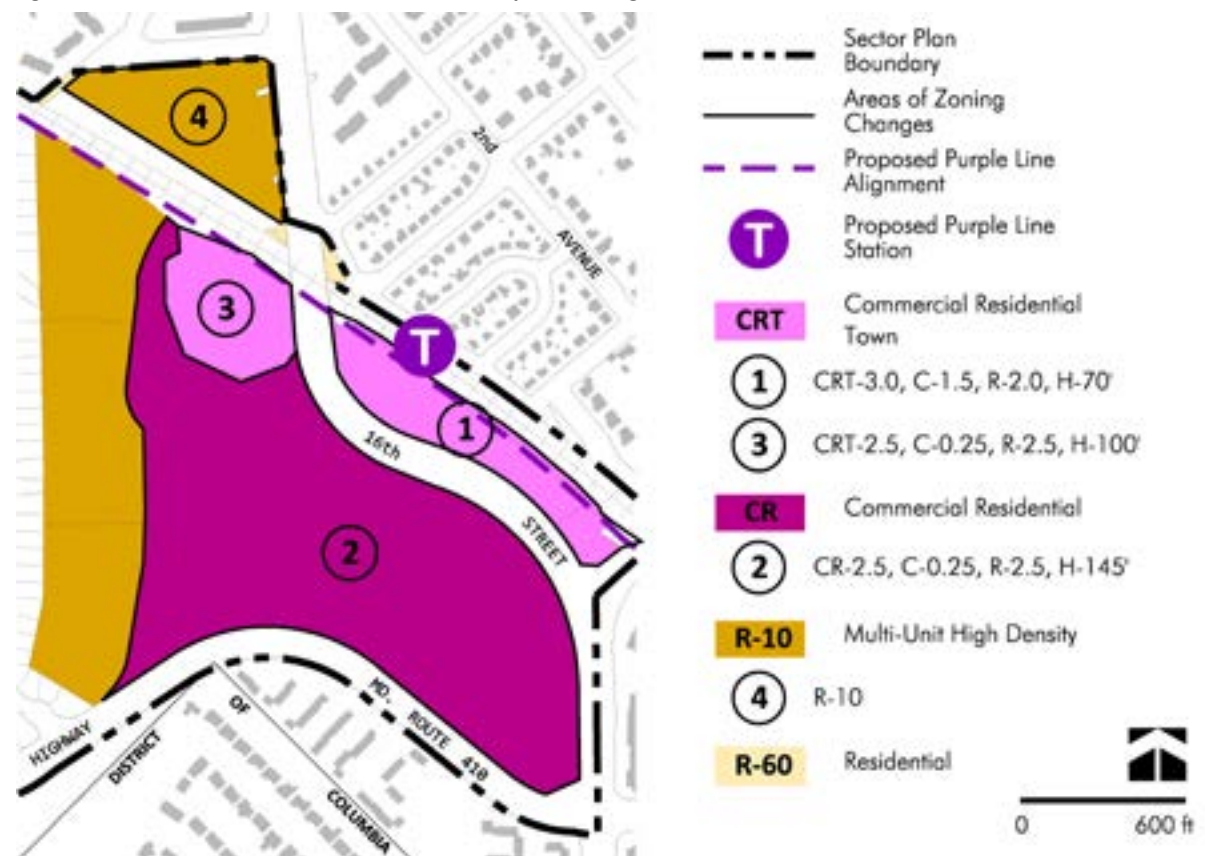 4
2nd
AVENUE
3
T
1
16th
STREET
2
HIGHWAY
MD. ROUTE 410
DISTRICT OF COLUMBIA
Sector Plan
Boundary
Areas of Zoning
Changes
Proposed Purple Line
Alignment
T
Proposed Purple Line
Station
CRT
Commercial Residential
Town
1 CRT-3.0, C-1.5, R-2.0, H-70'
3 CRT-2.5, C-0.25, R-2.5, H-100'
CR Commercial Residential
2 CR-2.5, C-0.25, R-2.5, H-145'
R-10 Multi-Unit High Density
4 R-10
R-60 Residential
0 600 ft